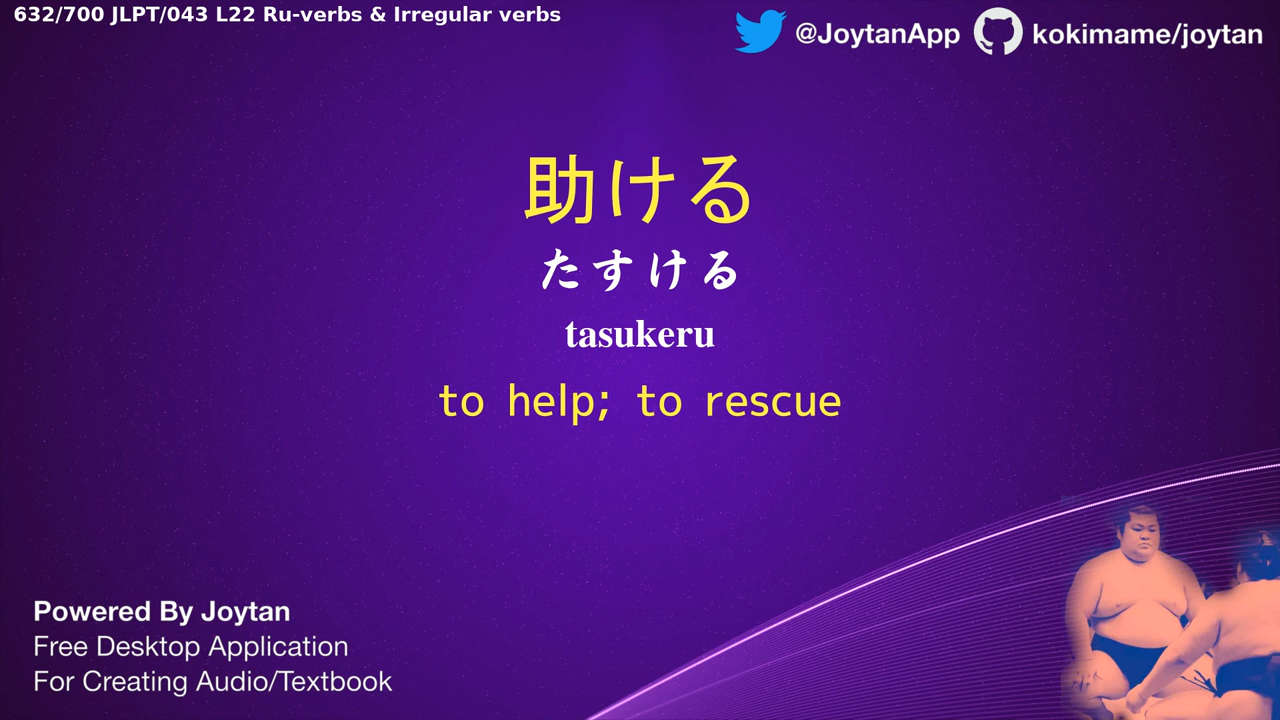 632/700 JLPT/043 L22 Ru-verbs & Irregular verbs
@JoytanApp kokimame/joytan
助ける
たすける
tasukeru
to help; to rescue
Powered By Joytan
Free Desktop Application
For Creating Audio/Textbook